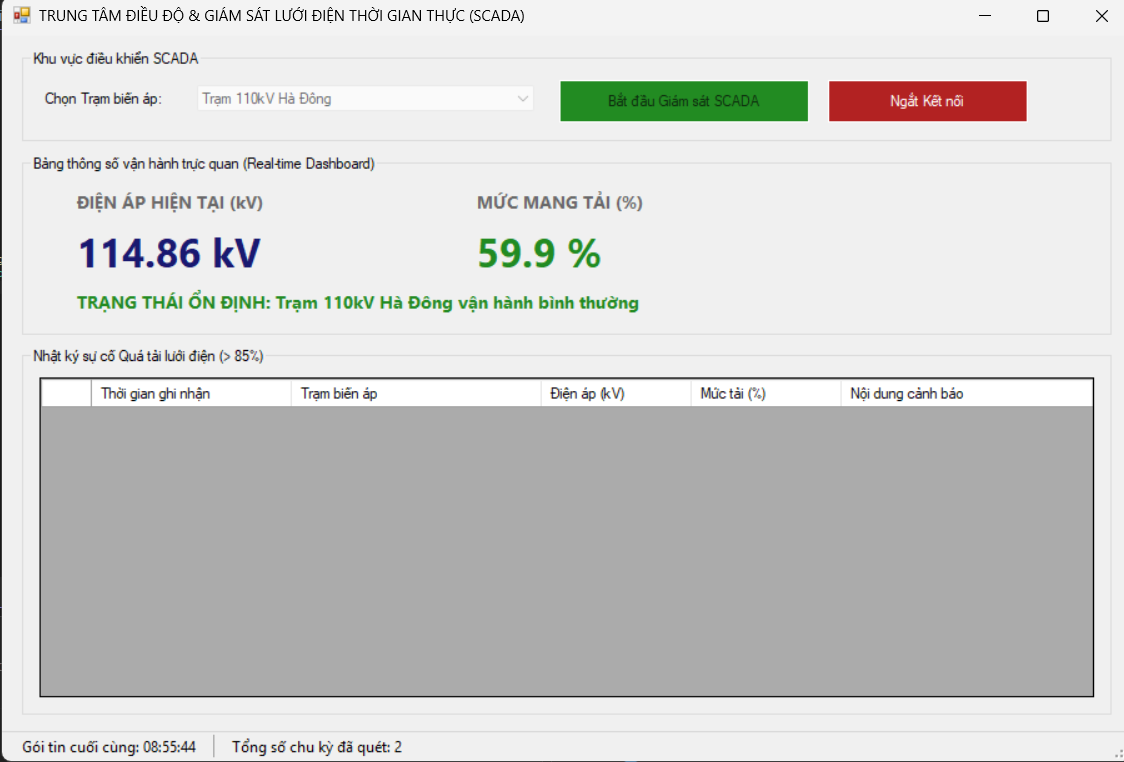 TRUNG TÂM ĐIỀU ĐỘ & GIÁM SÁT LƯỚI ĐIỆN THỜI GIAN THỰC (SCADA)
Khu vực điều khiển SCADA
Chọn Trạm biến áp: Trạm 110kV Hà Đông Bắt đầu Giám sát SCADA Ngắt Kết nối
Bảng thông số vận hành trực quan (Real-time Dashboard)
ĐIỆN ÁP HIỆN TẠI (kV) MỨC MANG TẢI (%)
114.86 kV 59.9 %
TRẠNG THÁI ỔN ĐỊNH: Trạm 110kV Hà Đông vận hành bình thường
Nhật ký sự cố Quá tải lưới điện (> 85%)
Thời gian ghi nhận Trạm biến áp Điện áp (kV) Mức tải (%) Nội dung cảnh báo
Gói tin cuối cùng: 08:55:44 Tổng số chu kỳ đã quét: 2